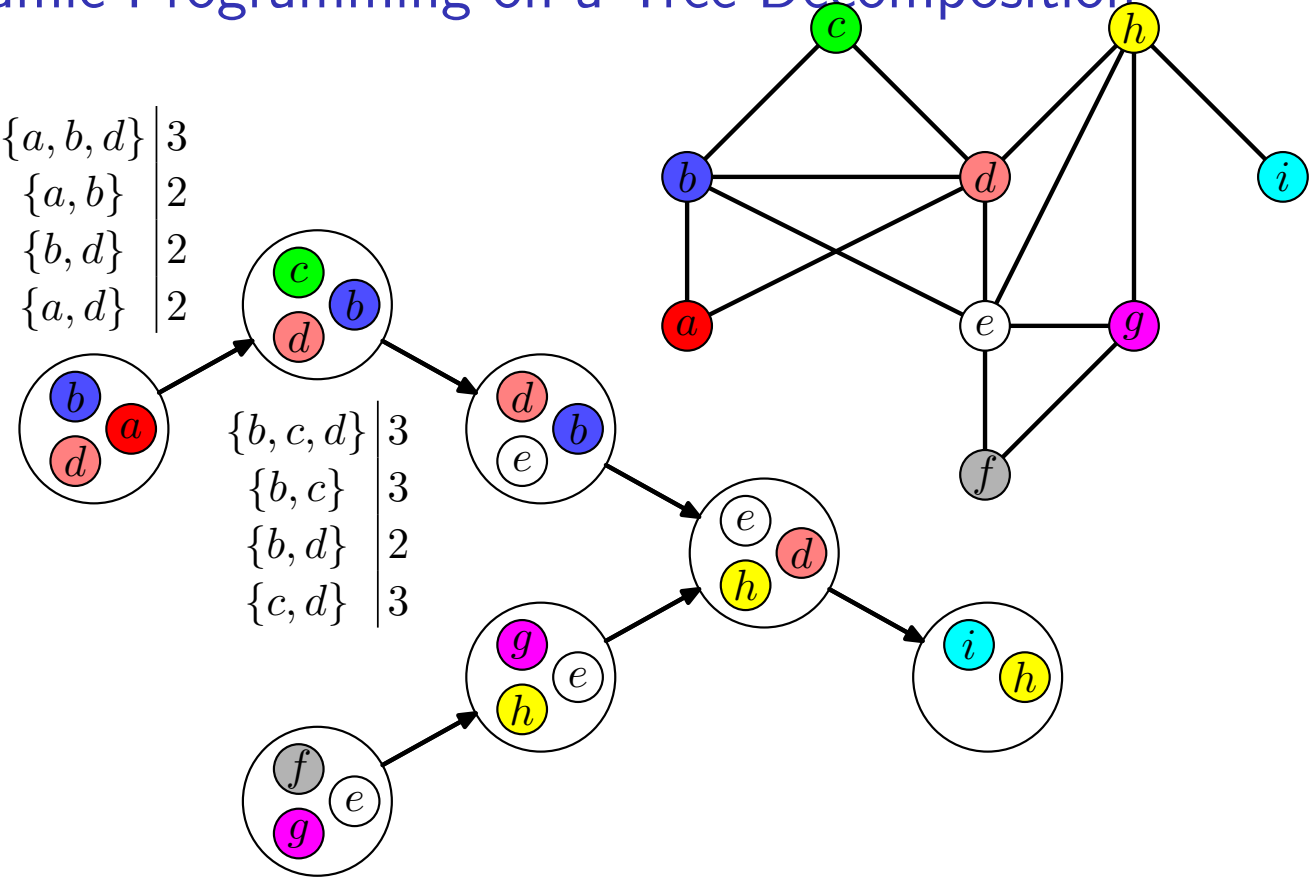 amic Programming on a Tree Decomposition
c
h
b
d
i
a
e
g
f
{a, b, d} 3
{a, b} 2
{b, d} 2
{a, d} 2
c
b
d
b
a
d
d
b
e
{b, c, d} 3
{b, c} 3
{b, d} 2
{c, d} 3
e
d
h
g
e
h
i
h
f
e
g